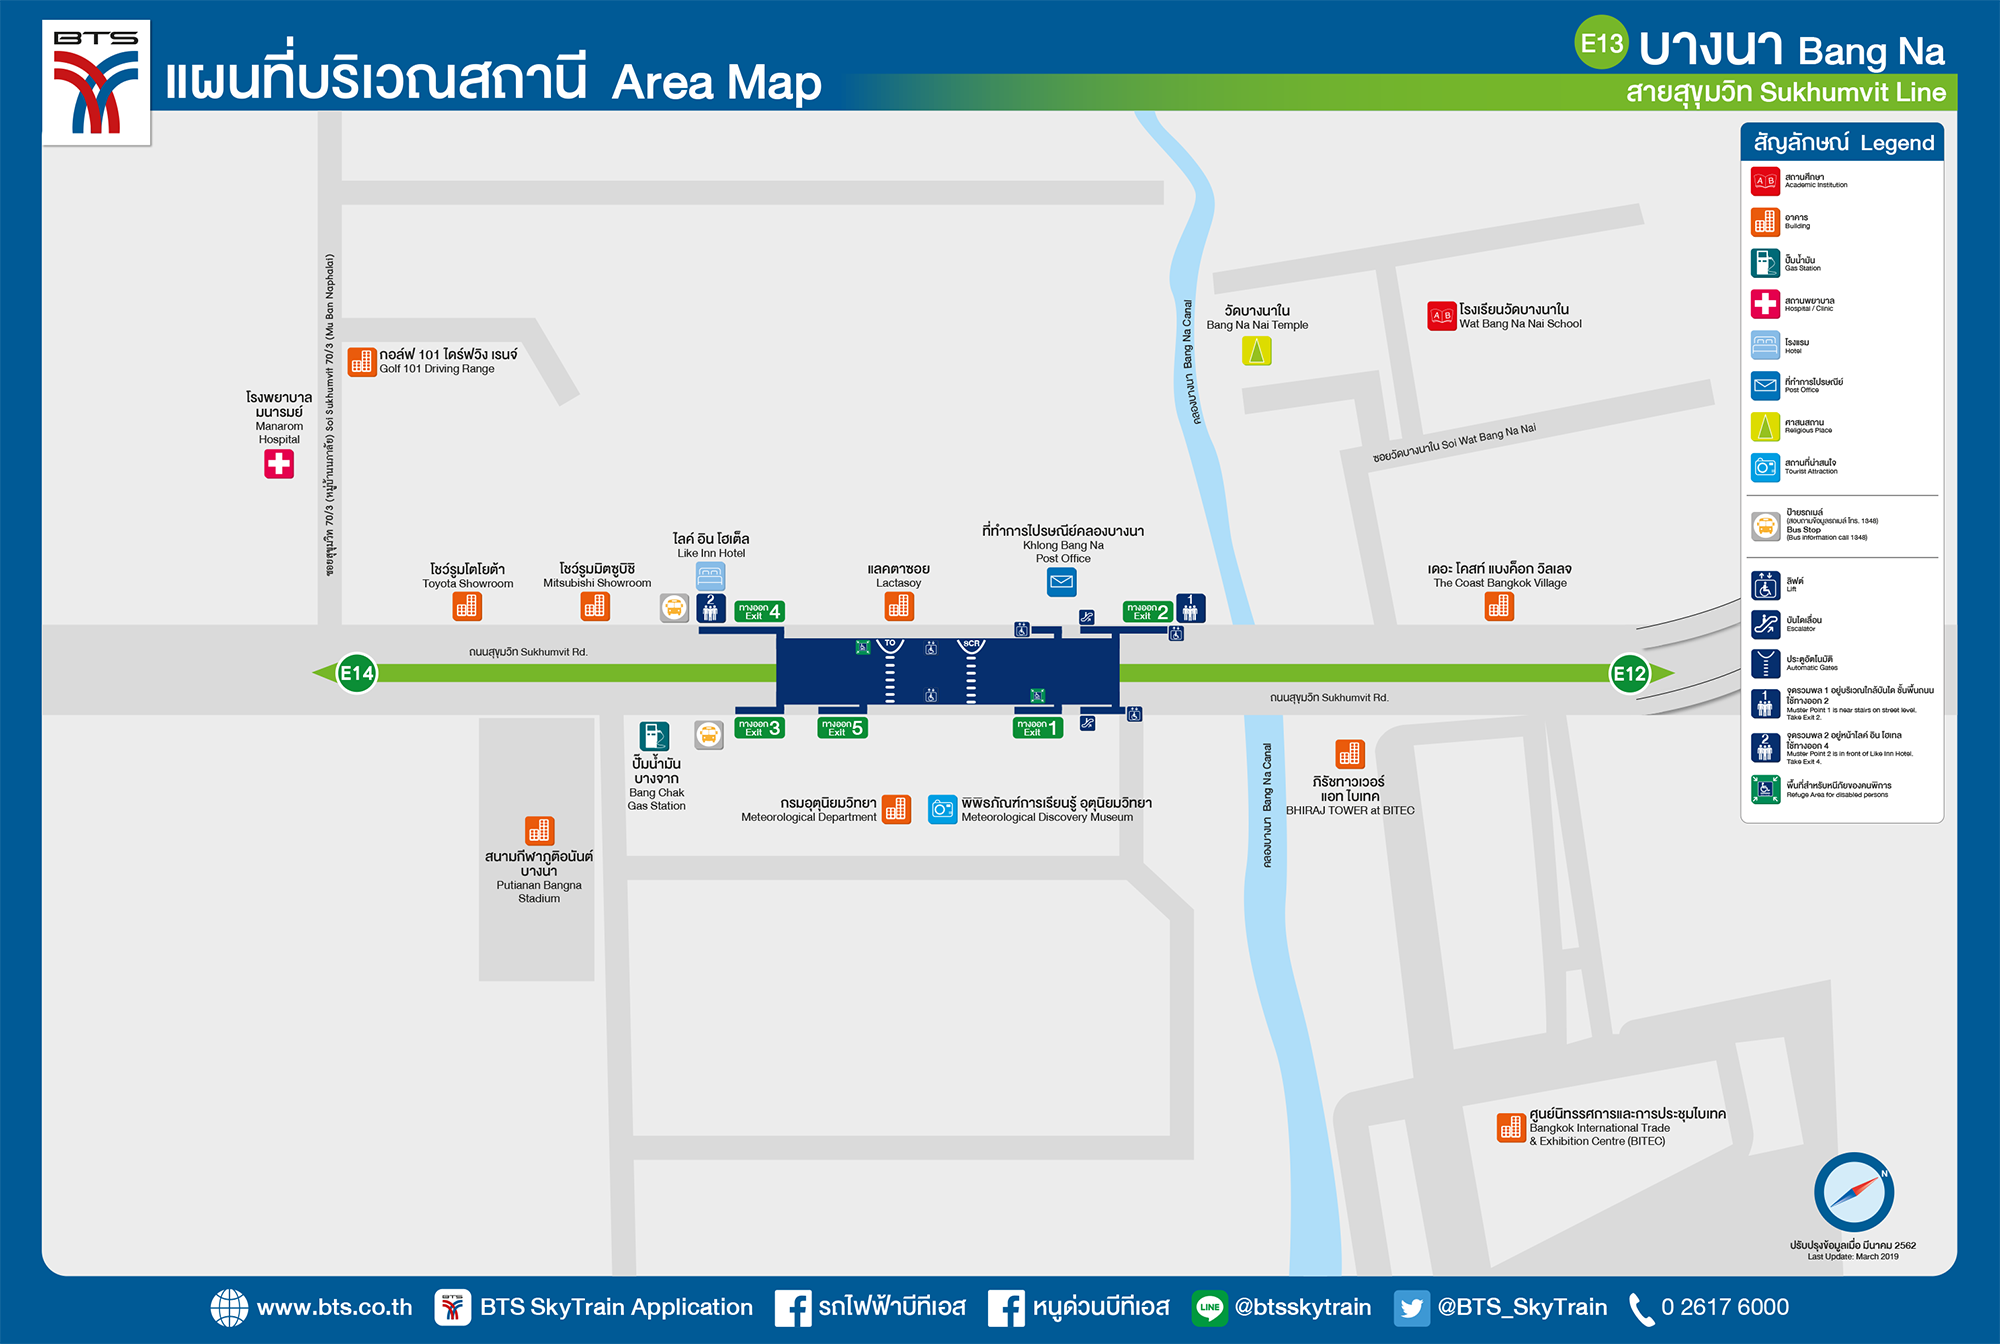 BTS
แผนที่บริเวณสถานี Area Map
E13 บางนา Bang Na
สายสุขุมวิท Sukhumvit Line
สัญลักษณ์ Legend
A B
สถานศึกษา
Academic Institution
อาคาร
Building
ปั๊มน้ำมัน
Gas Station
สถานพยาบาล
Hospital / Clinic
โรงแรม
Hotel
ที่ทำการไปรษณีย์
Post Office
ศาสนสถาน
Religious Place
สถานที่น่าสนใจ
Tourist Attraction
ป้ายรถเมล์
(สอบถามข้อมูลรถเมล์ โทร. 1348)
Bus Stop
(Bus information call 1348)
ลิฟต์
Lift
บันไดเลื่อน
Escalator
ประตูอัตโนมัติ
Automatic Gates
1
จุดรวมพล 1 อยู่บริเวณใกล้บันได ชั้นพื้นถนน
ใช้ทางออก 2
Muster Point 1 is near stairs on street level.
Take Exit 2.
2
จุดรวมพล 2 อยู่หน้าไลค์ อิน โฮเทล
ใช้ทางออก 4
Muster Point 2 is in front of Like Inn Hotel.
Take Exit 4.
พื้นที่สำหรับหนีภัยของคนพิการ
Refuge Area for disabled persons
ซอยสุขุมวิท 70/3 (หมู่บ้านนภาลัย) Soi Sukhumvit 70/3 (Mu Ban Naphalai)
คลองบางนา Bang Na Canal
วัดบางนาใน
Bang Na Nai Temple
A B
โรงเรียนวัดบางนาใน
Wat Bang Na Nai School
กอล์ฟ 101 ไดร์ฟวิง เรนจ์
Golf 101 Driving Range
โรงพยาบาล
มนารมย์
Manarom
Hospital
ซอยวัดบางนาใน Soi Wat Bang Na Nai
โชว์รูมโตโยต้า
Toyota Showroom
โชว์รูมมิตซูบิชิ
Mitsubishi Showroom
ไลค์ อิน โฮเต็ล
Like Inn Hotel
2
ทางออก
Exit 4
แลคตาซอย
Lactasoy
ที่ทำการไปรษณีย์คลองบางนา
Khlong Bang Na
Post Office
ทางออก
Exit 2
1
เดอะ โคสท์ แบงค็อก วิลเลจ
The Coast Bangkok Village
ถนนสุขุมวิท Sukhumvit Rd.
TO
SCR
E14
E12
ถนนสุขุมวิท Sukhumvit Rd.
ทางออก
Exit 3
ทางออก
Exit 5
ทางออก
Exit 1
ปั๊มน้ำมัน
บางจาก
Bang Chak
Gas Station
กรมอุตุนิยมวิทยา
Meteorological Department
พิพิธภัณฑ์การเรียนรู้ อุตุนิยมวิทยา
Meteorological Discovery Museum
คลองบางนา Bang Na Canal
ภิรัชทาวเวอร์
แอท ไบเทค
BHIRAJ TOWER at BITEC
สนามกีฬาภูติอนันต์
บางนา
Putianan Bangna
Stadium
ศูนย์นิทรรศการและการประชุมไบเทค
Bangkok International Trade
& Exhibition Centre (BITEC)
N
ปรับปรุงข้อมูลเมื่อ มีนาคม 2562
Last Update: March 2019
www.bts.co.th
BTS
BTS SkyTrain Application
รถไฟฟ้าบีทีเอส
หนูด่วนบีทีเอส
LINE
@btsskytrain
@BTS_SkyTrain
0 2617 6000